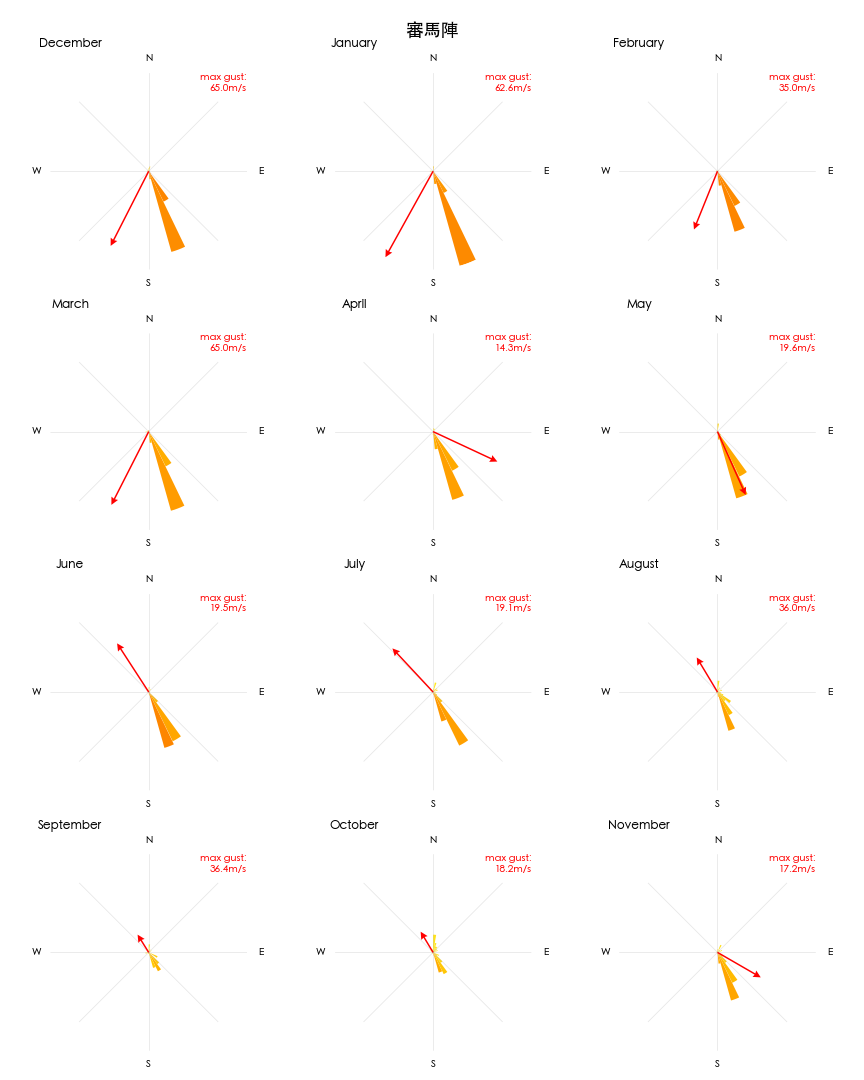 審馬陣
December
N
max gust:
65.0m/s
W
E
S
January
N
max gust:
62.6m/s
W
E
S
February
N
max gust:
35.0m/s
W
E
S
March
N
max gust:
65.0m/s
W
E
S
April
N
max gust:
14.3m/s
W
E
S
May
N
max gust:
19.6m/s
W
E
S
June
N
max gust:
19.5m/s
W
E
S
July
N
max gust:
19.1m/s
W
E
S
August
N
max gust:
36.0m/s
W
E
S
September
N
max gust:
36.4m/s
W
E
S
October
N
max gust:
18.2m/s
W
E
S
November
N
max gust:
17.2m/s
W
E
S